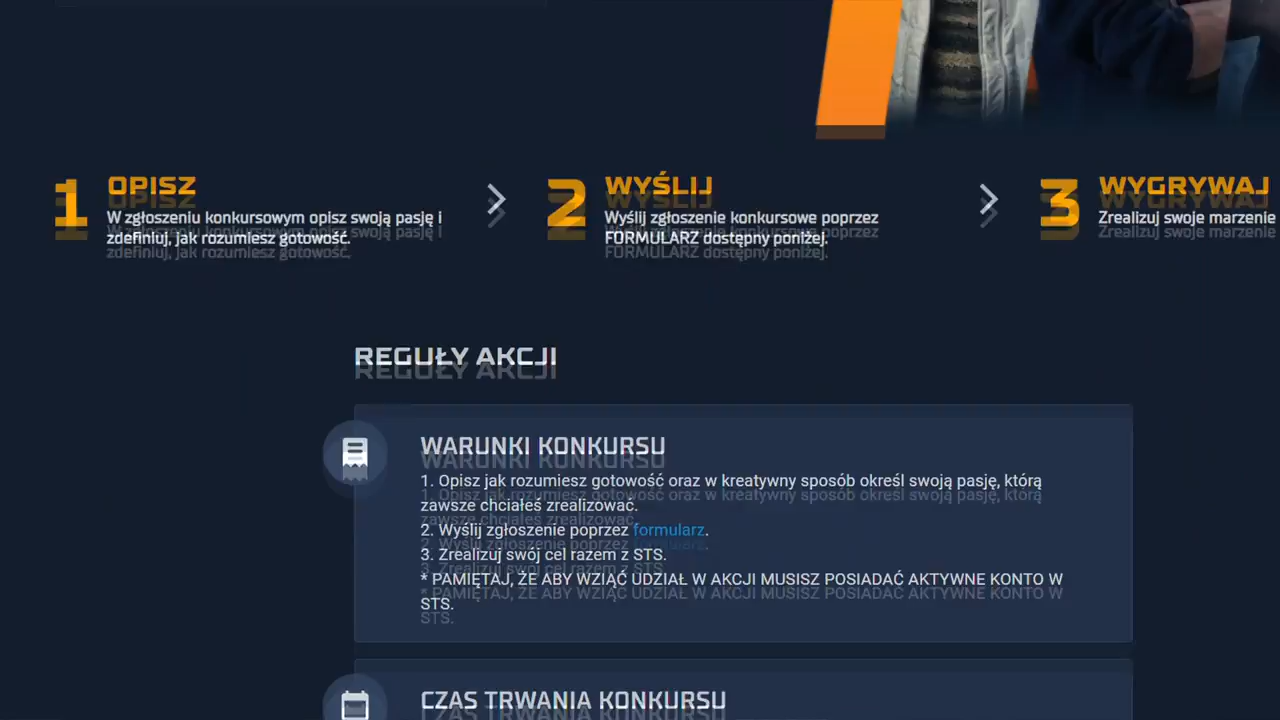 1 OPISZ
W zgłoszeniu konkursowym opisz swoją pasję i
zdefiniuj, jak rozumiesz gotowość.
2 WYŚLIJ
Wyślij zgłoszenie konkursowe poprzez
FORMULARZ dostępny poniżej.
3 WYGRYWAJ
Zrealizuj swoje marzenie
REGUŁY AKCJI
WARUNKI KONKURSU
1. Opisz jak rozumiesz gotowość oraz w kreatywny sposób określ swoją pasję, którą
zawsze chciałeś zrealizować.
2. Wyślij zgłoszenie poprzez formularz.
3. Zrealizuj swój cel razem z STS.
* PAMIĘTAJ, ŻE ABY WZIĄĆ UDZIAŁ W AKCJI MUSISZ POSIADAĆ AKTYWNE KONTO W
STS.
CZAS TRWANIA KONKURSU